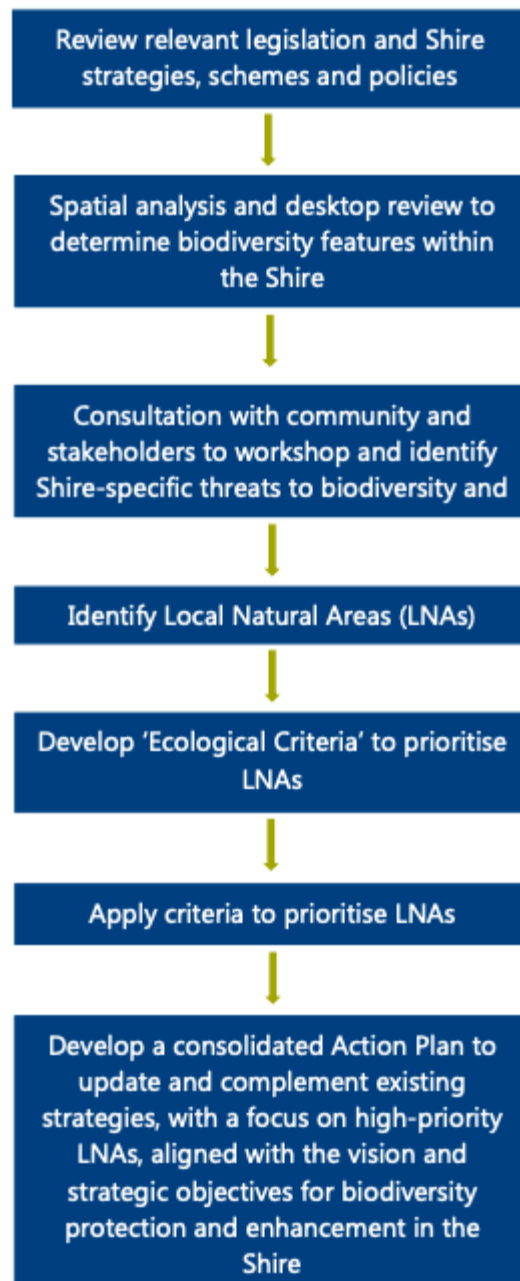 Review relevant legislation and Shire
strategies, schemes and policies
Spatial analysis and desktop review to
determine biodiversity features within
the Shire
Consultation with community and
stakeholders to workshop and identify
Shire-specific threats to biodiversity and
Identify Local Natural Areas (LNAs)
Develop ‘Ecological Criteria’ to prioritise
LNAs
Apply criteria to prioritise LNAs
Develop a consolidated Action Plan to
update and complement existing
strategies, with a focus on high-priority
LNAs, aligned with the vision and
strategic objectives for biodiversity
protection and enhancement in the
Shire